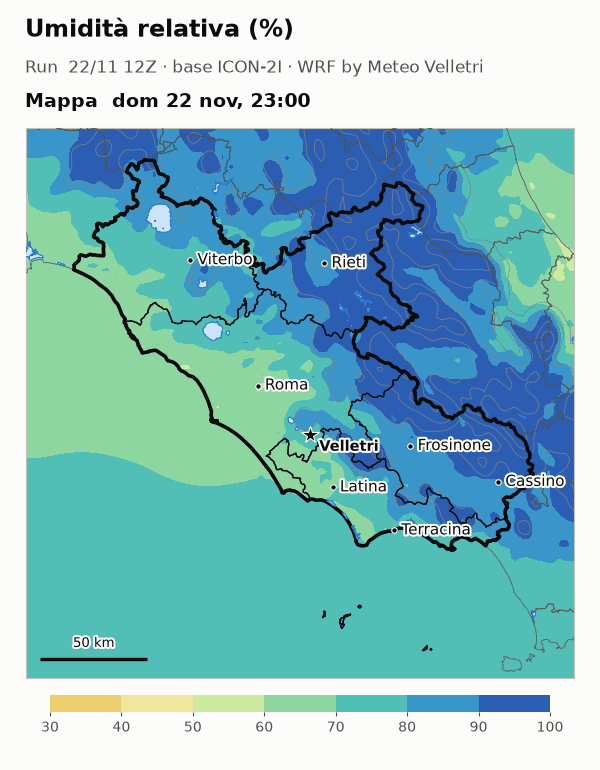 Umidità relativa (%)
Run 22/11 12Z · base ICON-2I · WRF by Meteo Velletri
Mappa dom 22 nov, 23:00
Viterbo
Rieti
Roma
Velletri
Frosinone
Cassino
Latina
Terracina
50 km
30 40 50 60 70 80 90 100